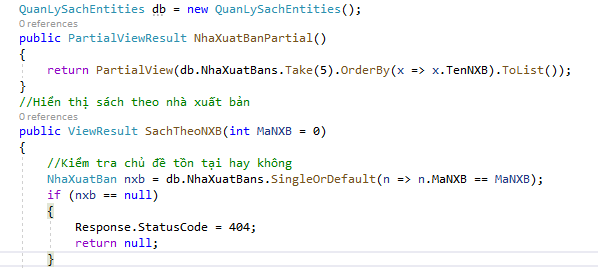 QuanLySachEntities db = new QuanLySachEntities();
0 references
public PartialViewResult NhaXuatBanPartial()
{
return PartialView(db.NhaXuatBans.Take(5).OrderBy(x => x.TenNXB).ToList());
}
//Hiển thị sách theo nhà xuất bản
0 references
public ViewResult SachTheoNXB(int MaNXB = 0)
{
//Kiểm tra chủ đề tồn tại hay không
NhaXuatBan nxb = db.NhaXuatBans.SingleOrDefault(n => n.MaNXB == MaNXB);
if (nxb == null)
{
Response.StatusCode = 404;
return null;
}